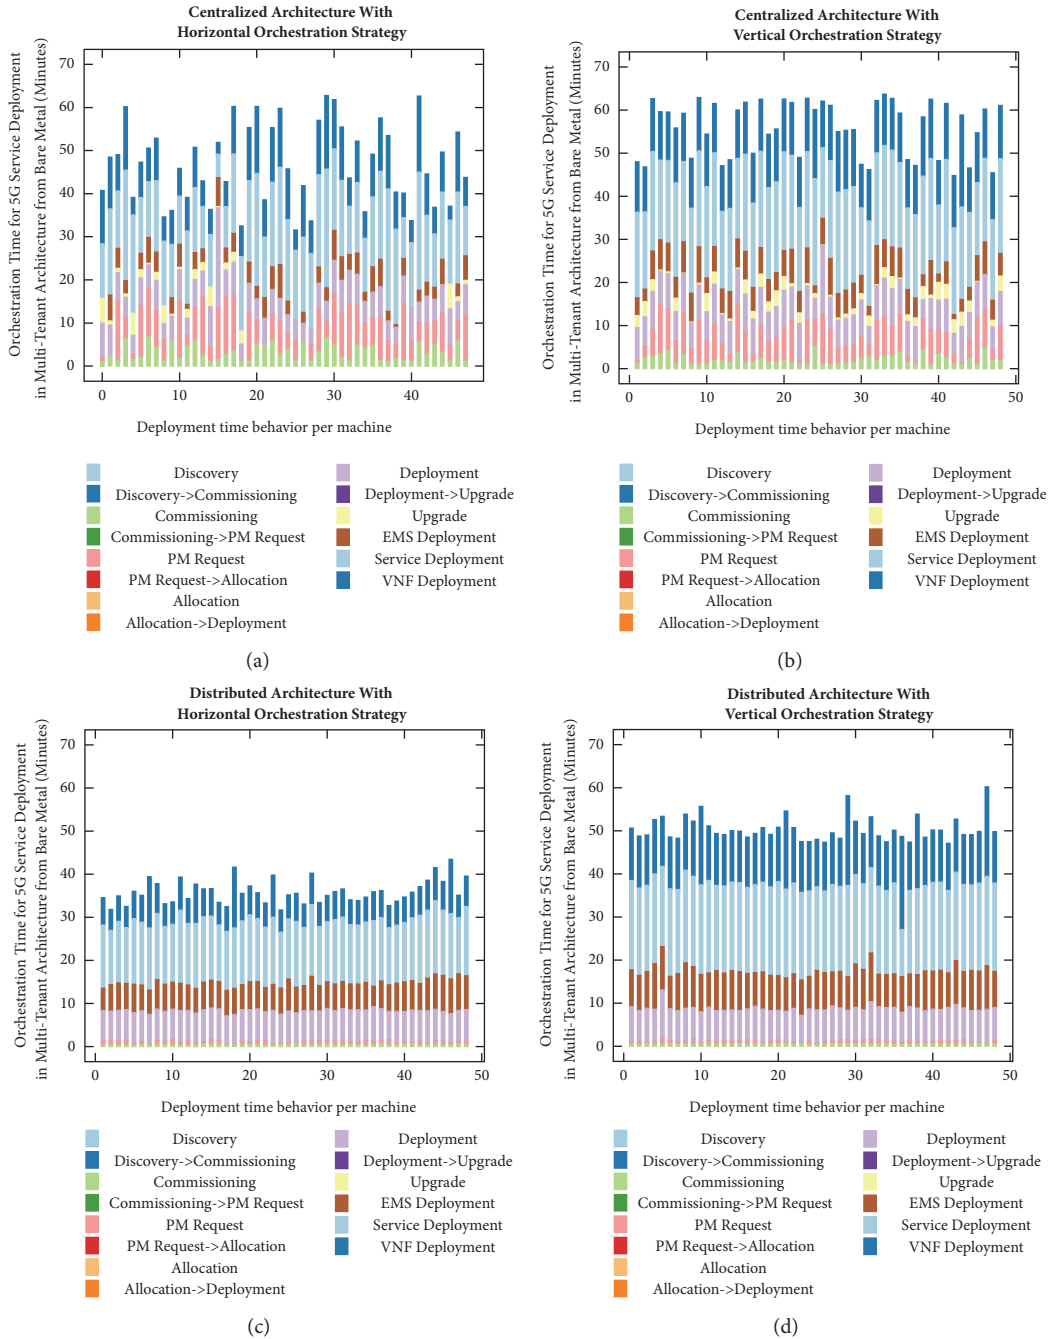 Centralized Architecture With
Horizontal Orchestration Strategy
Orchestration Time for 5G Service Deployment
in Multi-Tenant Architecture from Bare Metal (Minutes)
70
60
50
40
30
20
10
0
0 10 20 30 40
Deployment time behavior per machine
Discovery
Discovery->Commissioning
Commissioning
Commissioning->PM Request
PM Request
PM Request->Allocation
Allocation
Allocation->Deployment
Deployment
Deployment->Upgrade
Upgrade
EMS Deployment
Service Deployment
VNF Deployment
(a)
Centralized Architecture With
Vertical Orchestration Strategy
Orchestration Time for 5G Service Deployment
in Multi-Tenant Architecture from Bare Metal (Minutes)
70
60
50
40
30
20
10
0
0 10 20 30 40 50
Deployment time behavior per machine
Discovery
Discovery->Commissioning
Commissioning
Commissioning->PM Request
PM Request
PM Request->Allocation
Allocation
Allocation->Deployment
Deployment
Deployment->Upgrade
Upgrade
EMS Deployment
Service Deployment
VNF Deployment
(b)
Distributed Architecture With
Horizontal Orchestration Strategy
Orchestration Time for 5G Service Deployment
in Multi-Tenant Architecture from Bare Metal (Minutes)
70
60
50
40
30
20
10
0
0 10 20 30 40 50
Deployment time behavior per machine
Discovery
Discovery->Commissioning
Commissioning
Commissioning->PM Request
PM Request
PM Request->Allocation
Allocation
Allocation->Deployment
Deployment
Deployment->Upgrade
Upgrade
EMS Deployment
Service Deployment
VNF Deployment
(c)
Distributed Architecture With
Vertical Orchestration Strategy
Orchestration Time for 5G Service Deployment
in Multi-Tenant Architecture from Bare Metal (Minutes)
70
60
50
40
30
20
10
0
0 10 20 30 40 50
Deployment time behavior per machine
Discovery
Discovery->Commissioning
Commissioning
Commissioning->PM Request
PM Request
PM Request->Allocation
Allocation
Allocation->Deployment
Deployment
Deployment->Upgrade
Upgrade
EMS Deployment
Service Deployment
VNF Deployment
(d)